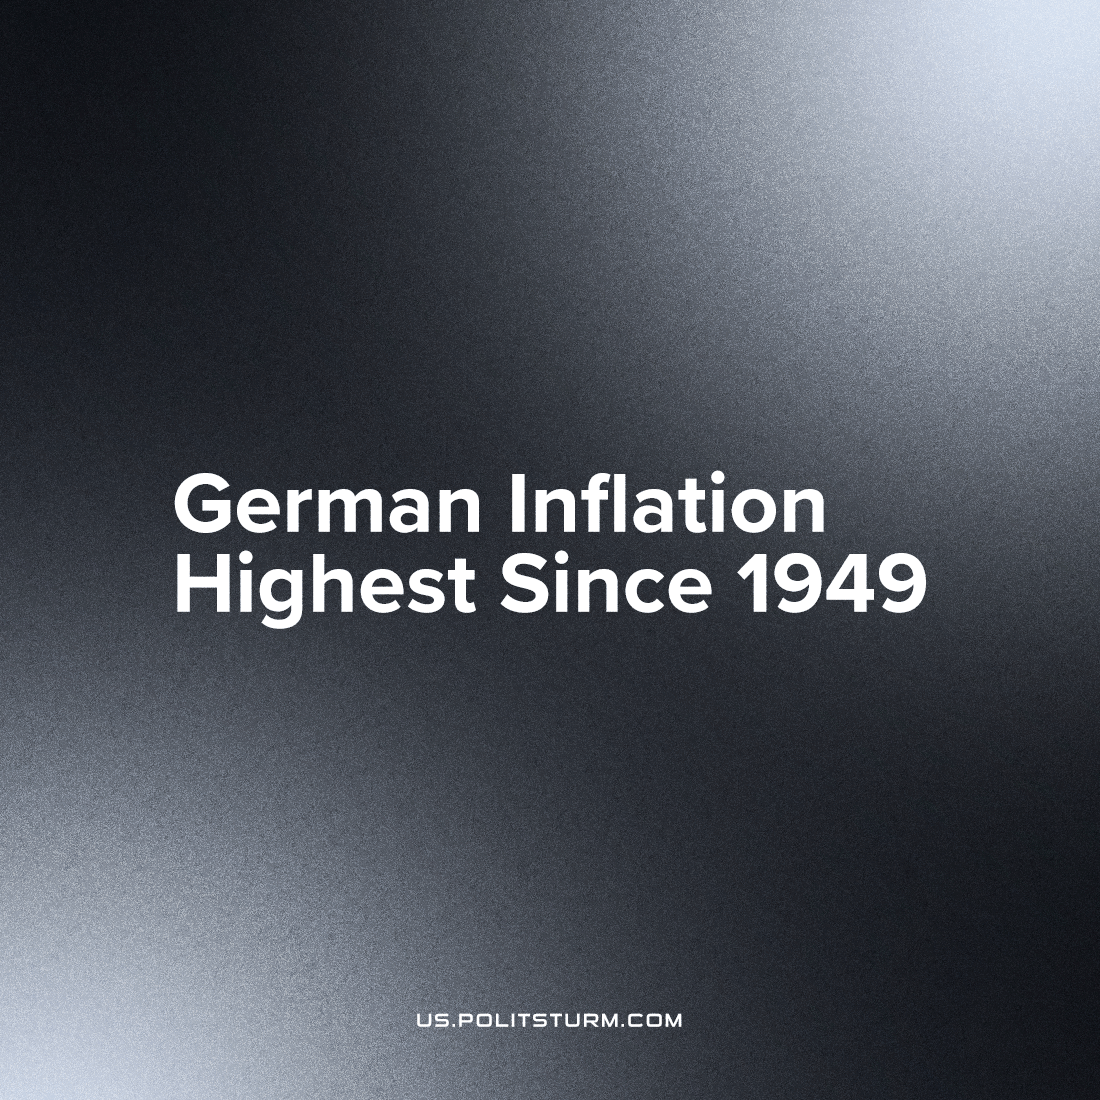 German Inflation
Highest Since 1949
US.POLITSTURM.COM